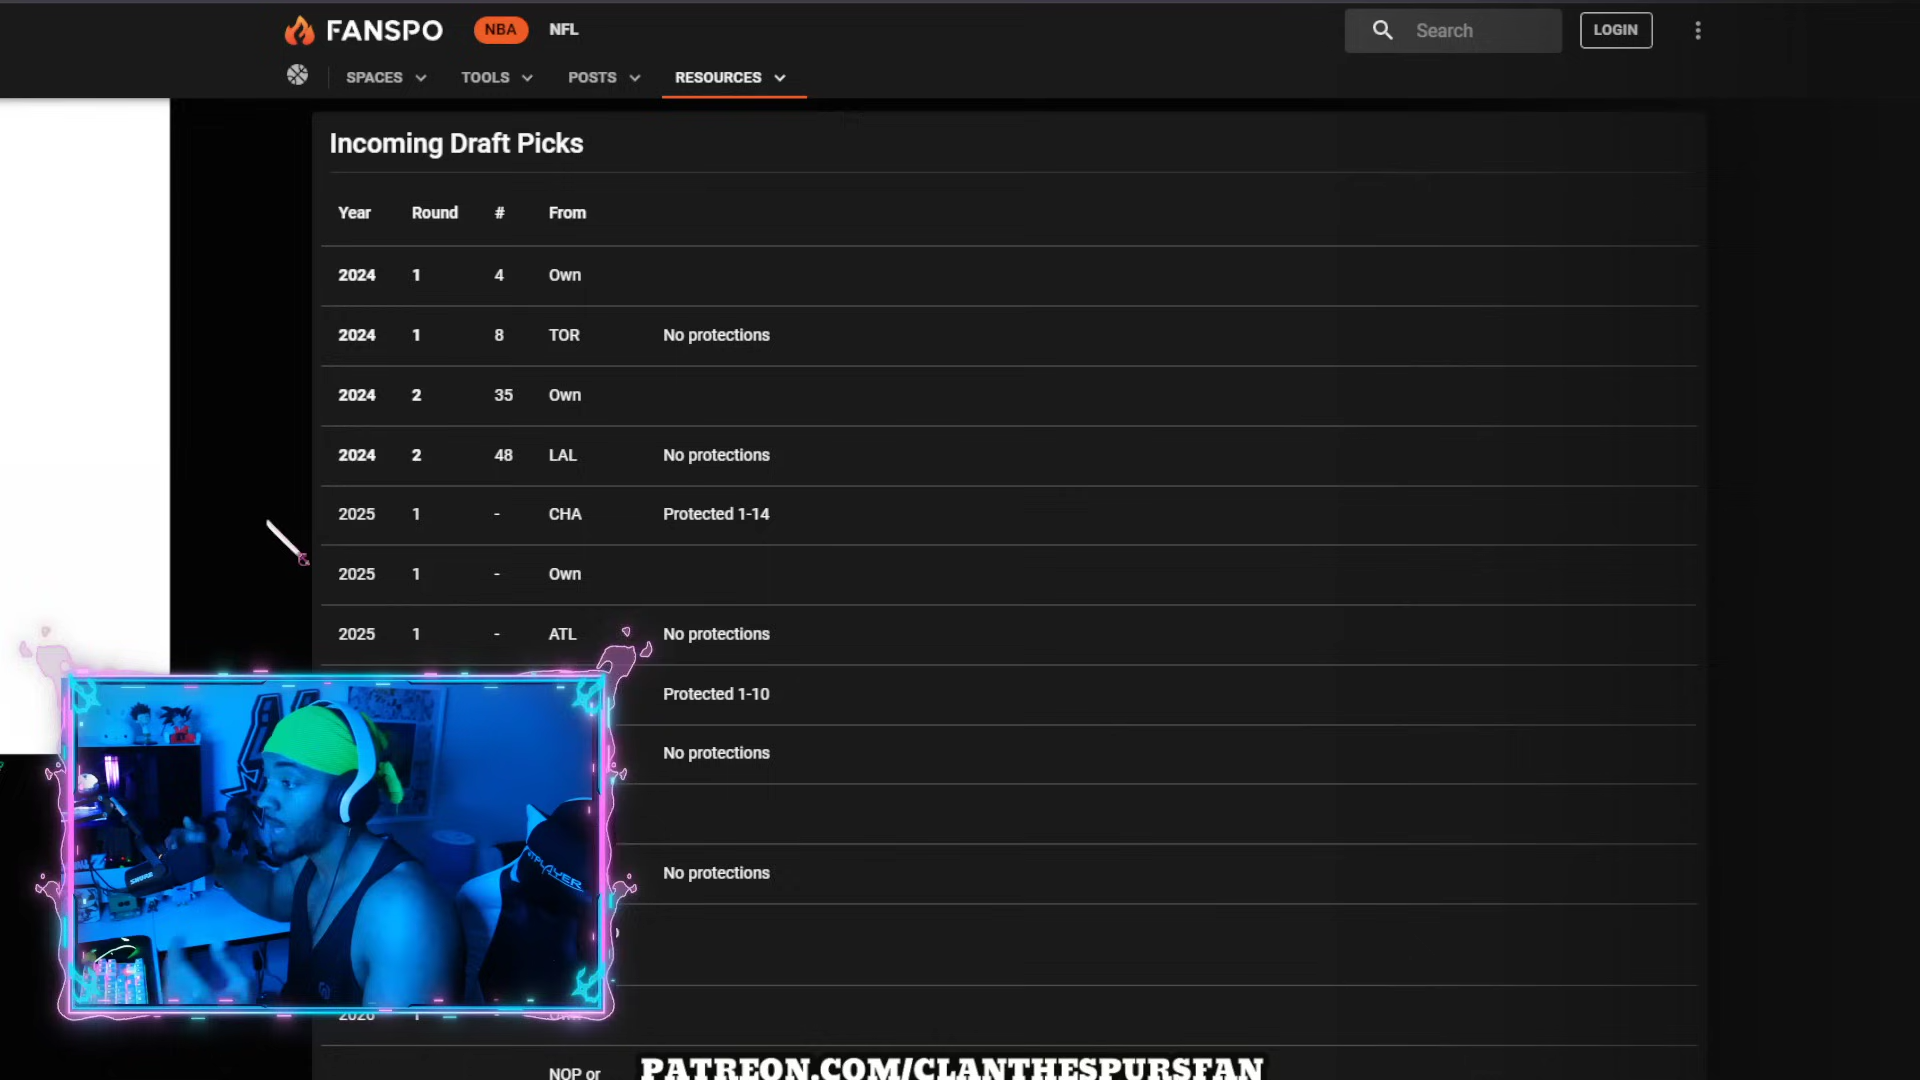 FANSPO NBA NFL Search LOGIN
SPACES TOOLS POSTS RESOURCES
Incoming Draft Picks
Year Round # From
2024 1 4 Own
2024 1 8 TOR No protections
2024 2 35 Own
2024 2 48 LAL No protections
2025 1 - CHA Protected 1-14
2025 1 - Own
2025 1 - ATL No protections
Protected 1-10
No protections
No protections
SHURE
NOP or
PATREON.COM/CLANTHESPURSFAN